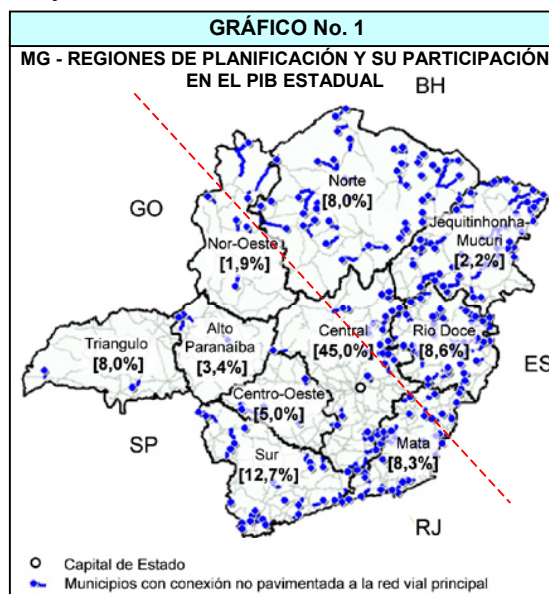 GRÁFICO No. 1
MG - REGIONES DE PLANIFICACIÓN Y SU PARTICIPACIÓN
EN EL PIB ESTADUAL
BH
GO
Norte
[8,0%]
Jequitinhonha-
Mucuri
[2,2%]
Nor-Oeste
[1,9%]
Triangulo
[8,0%]
Alto
Paranaíba
[3,4%]
Central
[45,0%]
Rio Doce
[8,6%]
ES
Centro-Oeste
[5,0%]
SP
Sur
[12,7%]
Mata
[8,3%]
RJ
Capital de Estado
Municipios con conexión no pavimentada a la red vial principal